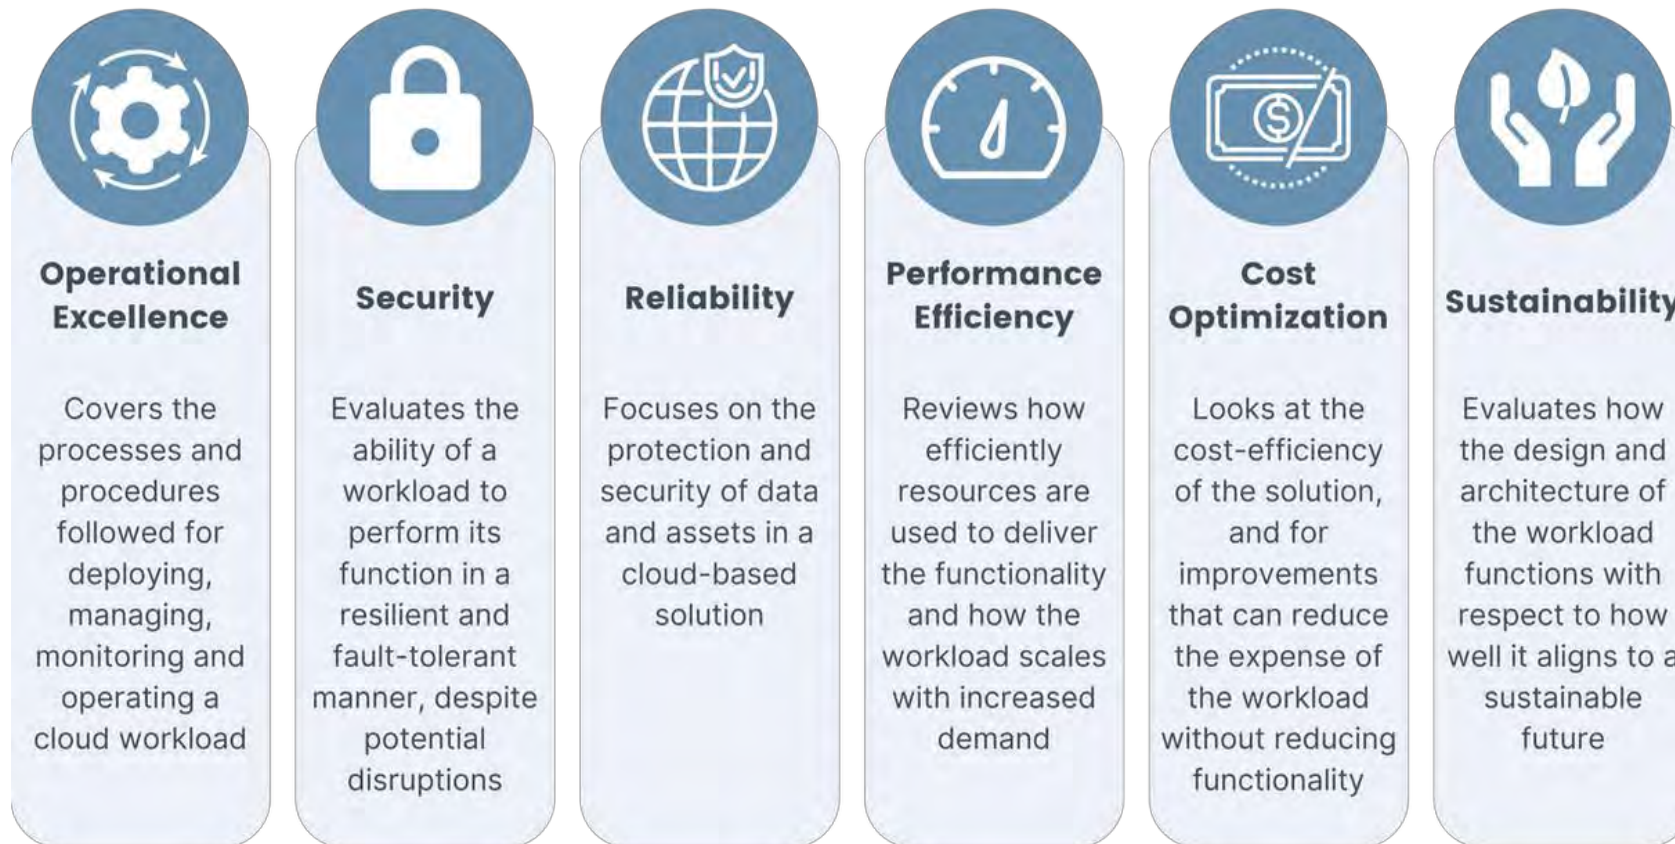 Operational
Excellence
Covers the
processes and
procedures
followed for
deploying,
managing,
monitoring and
operating a
cloud workload
Security
Evaluates the
ability of a
workload to
perform its
function in a
resilient and
fault-tolerant
manner, despite
potential
disruptions
Reliability
Focuses on the
protection and
security of data
and assets in a
cloud-based
solution
Performance
Efficiency
Reviews how
efficiently
resources are
used to deliver
the functionality
and how the
workload scales
with increased
demand
Cost
Optimization
Looks at the
cost-efficiency
of the solution,
and for
improvements
that can reduce
the expense of
the workload
without reducing
functionality
Sustainability
Evaluates how
the design and
architecture of
the workload
functions with
respect to how
well it aligns to a
sustainable
future